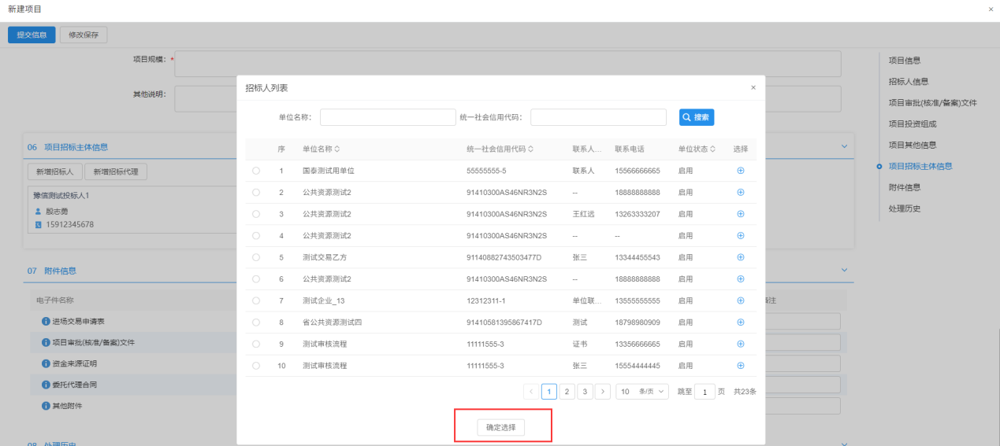 新建项目 ×
提交信息 修改保存
项目规模: *
其他说明:
06 项目招标主体信息
新增招标人 新增招标代理
豫信测试投标人1
殷志勇
15912345678
07 附件信息
电子件名称
进场交易申请表
项目审批(核准/备案)文件
资金来源证明
委托代理合同
其他附件
08 处理历史
招标人列表 ×
单位名称: 统一社会信用代码: 搜索
序 单位名称 统一社会信用代码 联系人... 联系电话 单位状态 选择
1 国泰测试用单位 55555555-5 联系人 15566666665 启用
2 公共资源测试2 91410300AS46NR3N2S -- 18888888888 启用
3 公共资源测试2 91410300AS46NR3N2S 王红远 13263333207 启用
4 公共资源测试2 91410300AS46NR3N2S -- -- 启用
5 测试交易乙方 91140882743503477D 张三 13344455543 启用
6 公共资源测试2 91410300AS46NR3N2S -- 18888888888 启用
7 测试企业_13 12312311-1 单位联... 13555555555 启用
8 省公共资源测试四 91410581395867417D 测试 18798980909 启用
9 测试审核流程 11111555-3 证书 13356666665 启用
10 测试审核流程 11111555-3 张三 15554444445 启用
< 1 2 3 > 10 条/页 跳至 1 页 共23条
确定选择
项目信息
招标人信息
项目审批(核准/备案)文件
项目投资组成
项目其他信息
项目招标主体信息
附件信息
处理历史